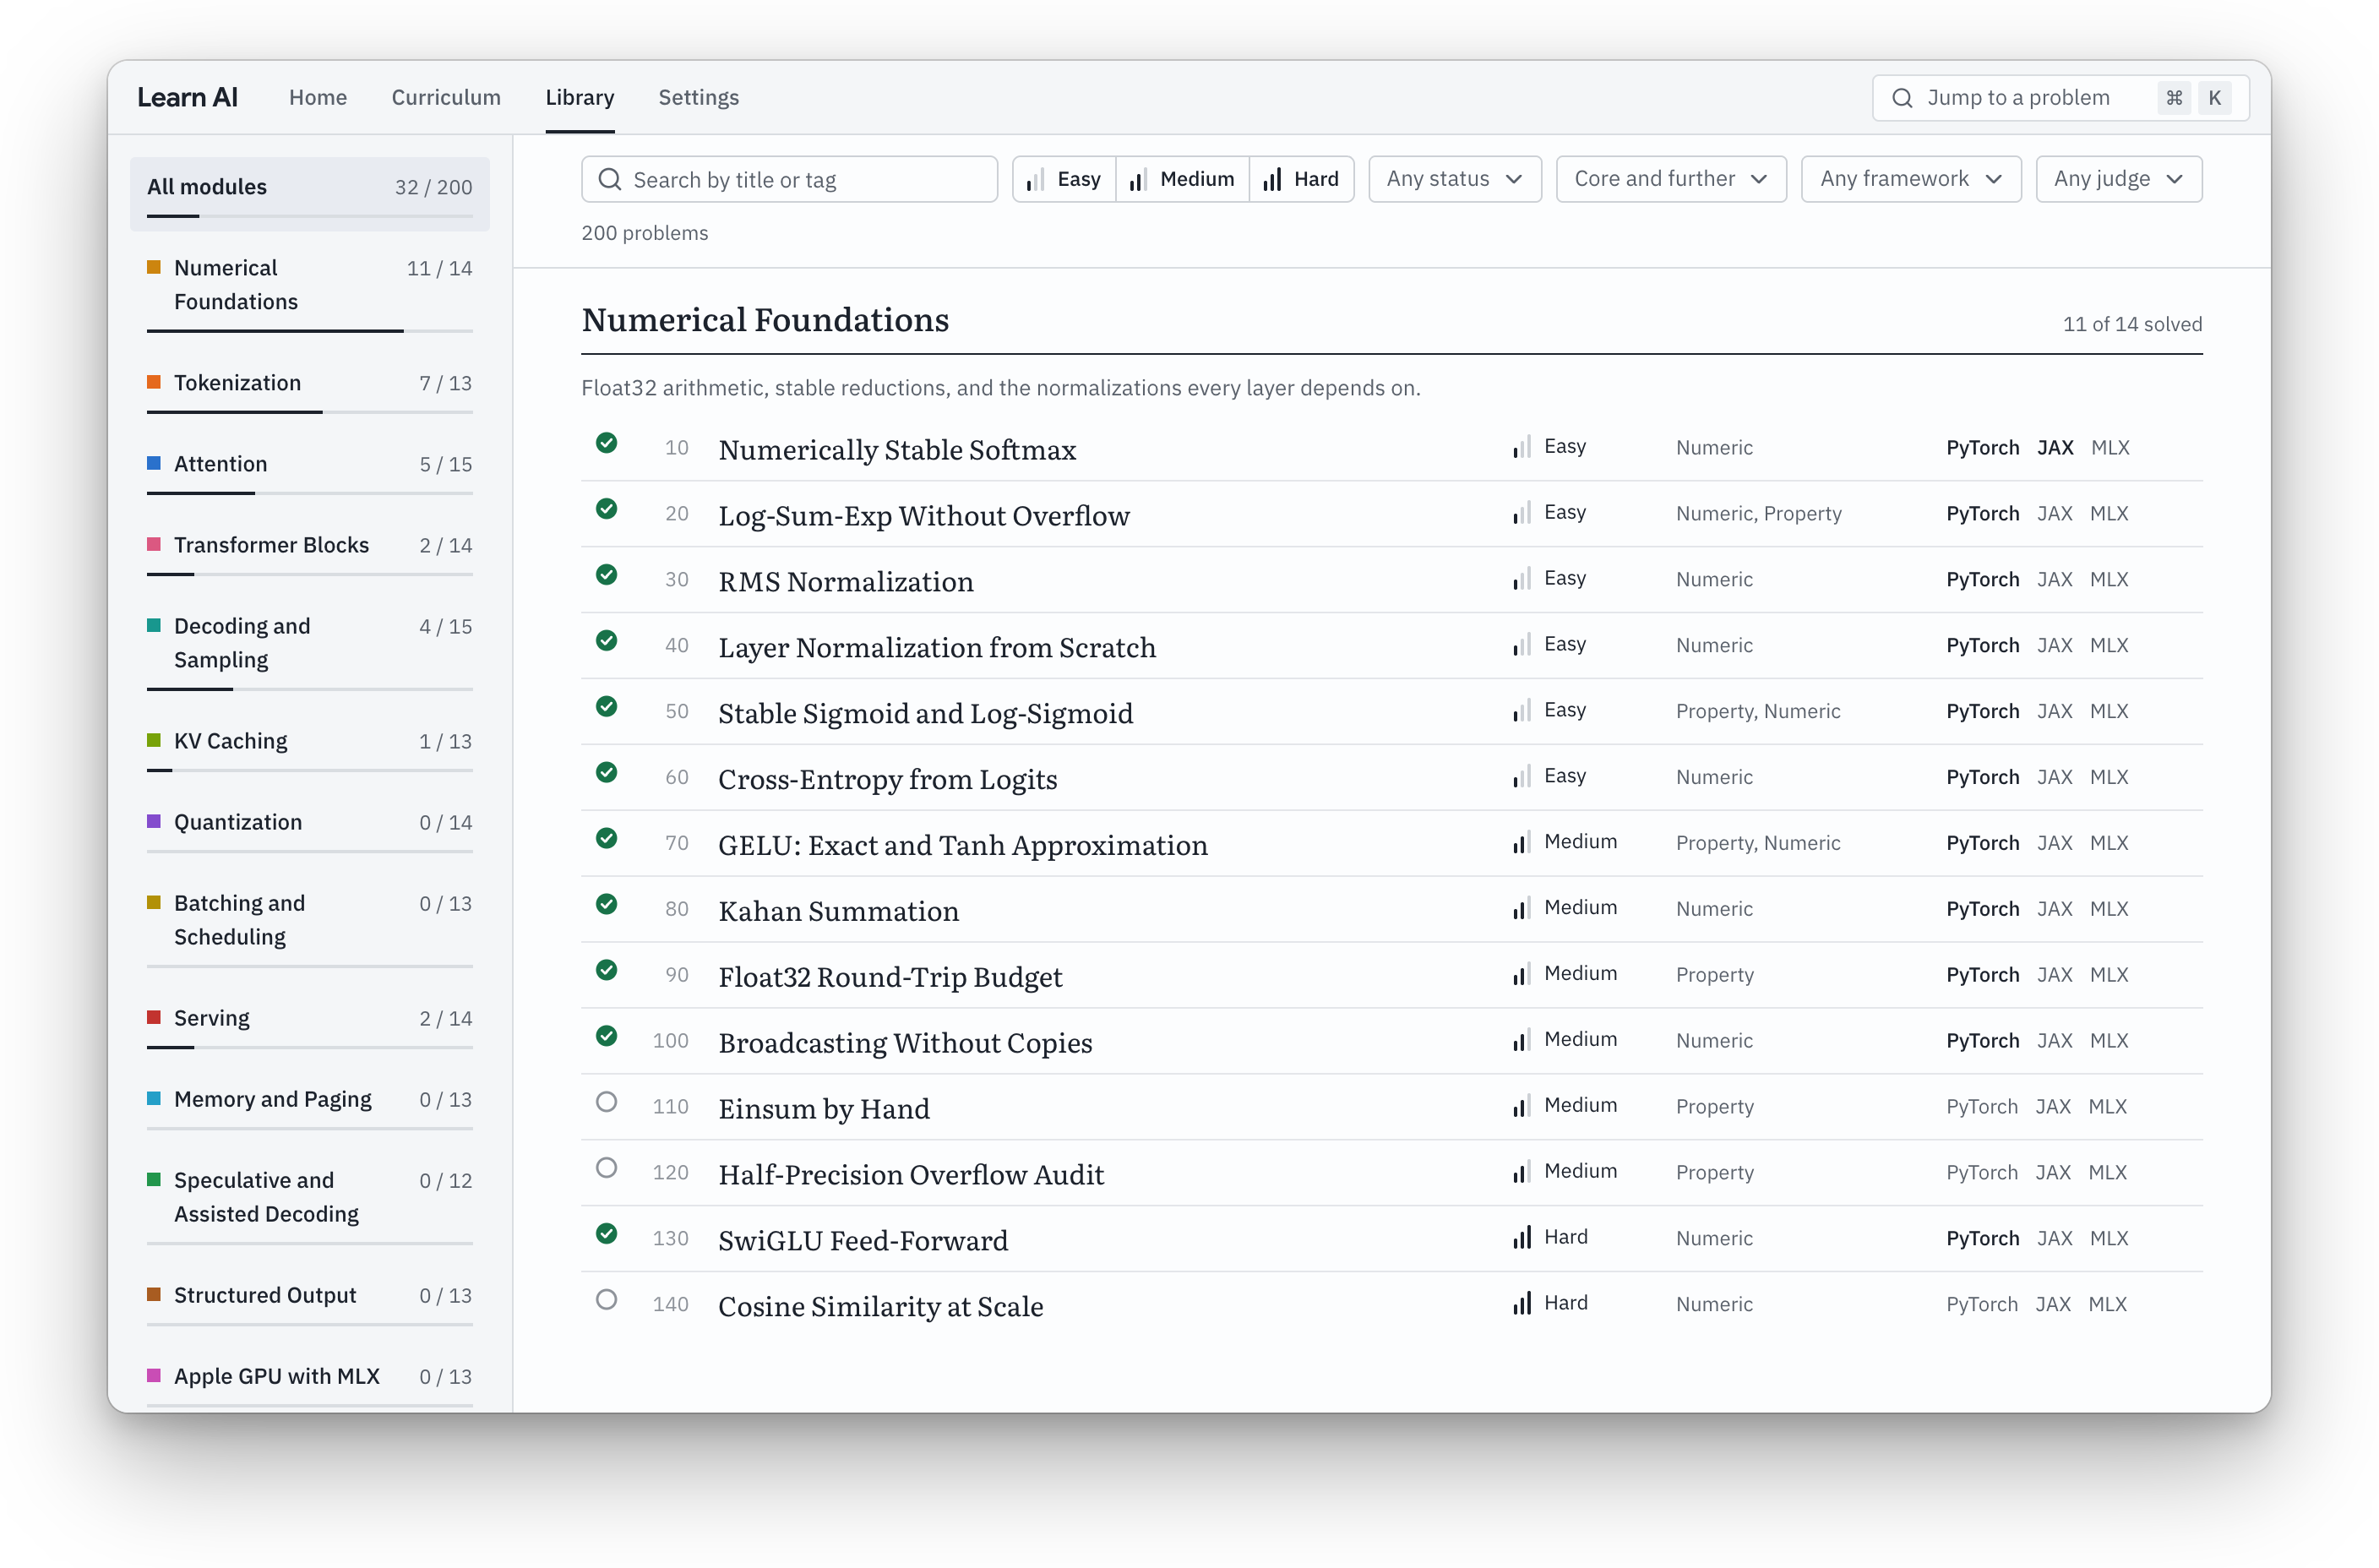 Learn AI Home Curriculum Library Settings Jump to a problem ⌘ K
All modules 32 / 200
Numerical Foundations 11 / 14
Tokenization 7 / 13
Attention 5 / 15
Transformer Blocks 2 / 14
Decoding and Sampling 4 / 15
KV Caching 1 / 13
Quantization 0 / 14
Batching and Scheduling 0 / 13
Serving 2 / 14
Memory and Paging 0 / 13
Speculative and Assisted Decoding 0 / 12
Structured Output 0 / 13
Apple GPU with MLX 0 / 13
Search by title or tag Easy Medium Hard Any status Core and further Any framework Any judge
200 problems
Numerical Foundations 11 of 14 solved
Float32 arithmetic, stable reductions, and the normalizations every layer depends on.
10 Numerically Stable Softmax Easy Numeric PyTorch JAX MLX
20 Log-Sum-Exp Without Overflow Easy Numeric, Property PyTorch JAX MLX
30 RMS Normalization Easy Numeric PyTorch JAX MLX
40 Layer Normalization from Scratch Easy Numeric PyTorch JAX MLX
50 Stable Sigmoid and Log-Sigmoid Easy Property, Numeric PyTorch JAX MLX
60 Cross-Entropy from Logits Easy Numeric PyTorch JAX MLX
70 GELU: Exact and Tanh Approximation Medium Property, Numeric PyTorch JAX MLX
80 Kahan Summation Medium Numeric PyTorch JAX MLX
90 Float32 Round-Trip Budget Medium Property PyTorch JAX MLX
100 Broadcasting Without Copies Medium Numeric PyTorch JAX MLX
110 Einsum by Hand Medium Property PyTorch JAX MLX
120 Half-Precision Overflow Audit Medium Property PyTorch JAX MLX
130 SwiGLU Feed-Forward Hard Numeric PyTorch JAX MLX
140 Cosine Similarity at Scale Hard Numeric PyTorch JAX MLX